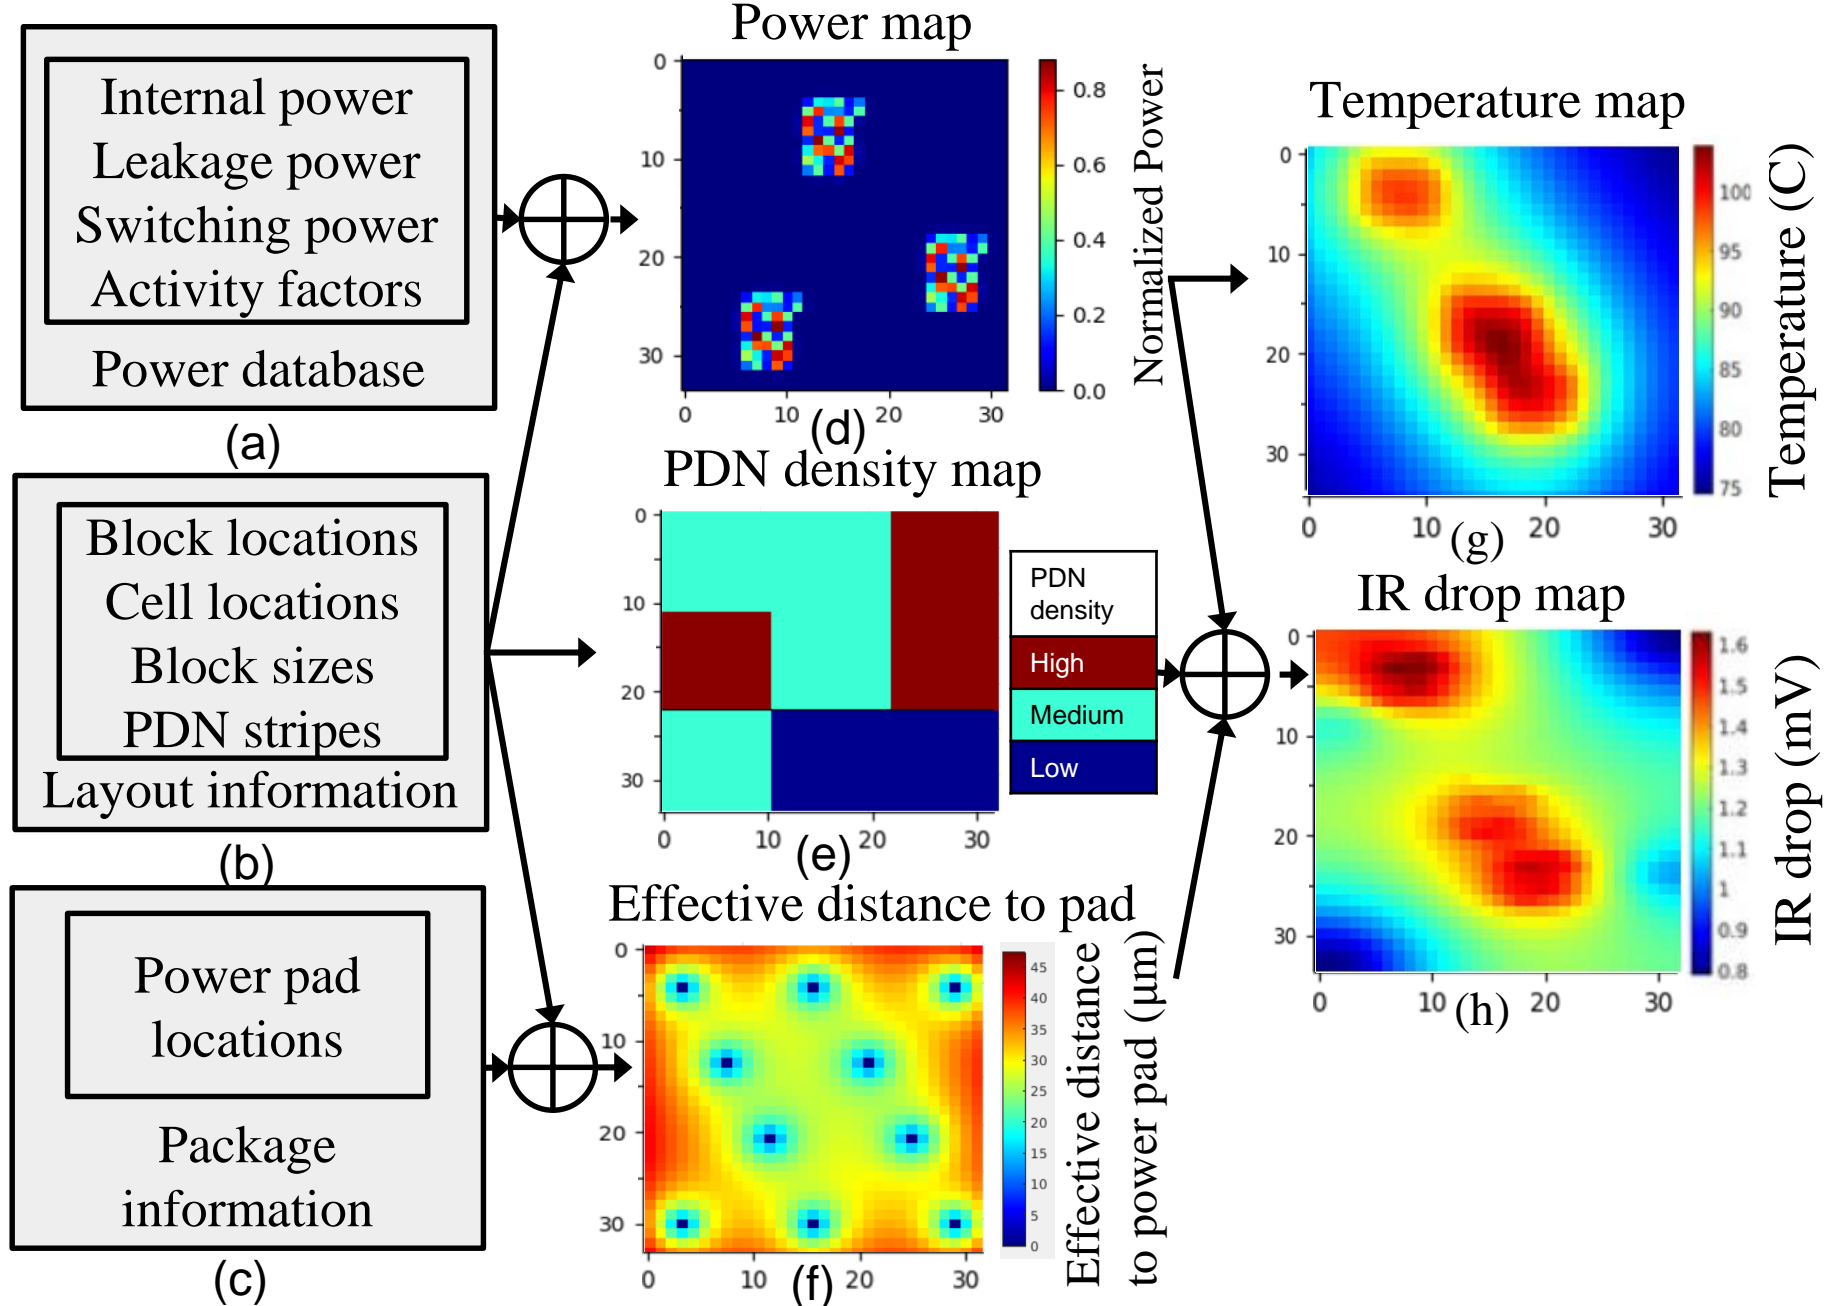 Internal power
Leakage power
Switching power
Activity factors
Power database
(a)
Block locations
Cell locations
Block sizes
PDN stripes
Layout information
(b)
Power pad
locations
Package
information
(c)
Power map
0
10
20
30
0 10 20 30
0.8
0.6
0.4
0.2
0.0
Normalized Power
(d)
PDN density map
0
10
20
30
0 10 20 30
PDN
density
High
Medium
Low
(e)
Effective distance to pad
0
10
20
30
0 10 20 30
45
40
35
30
25
20
15
10
5
0
Effective distance
to power pad (μm)
(f)
Temperature map
0
10
20
30
0 10 20 30
100
95
90
85
80
75
Temperature (C)
(g)
IR drop map
0
10
20
30
0 10 20 30
1.6
1.5
1.4
1.3
1.2
1.1
1
0.9
0.8
IR drop (mV)
(h)